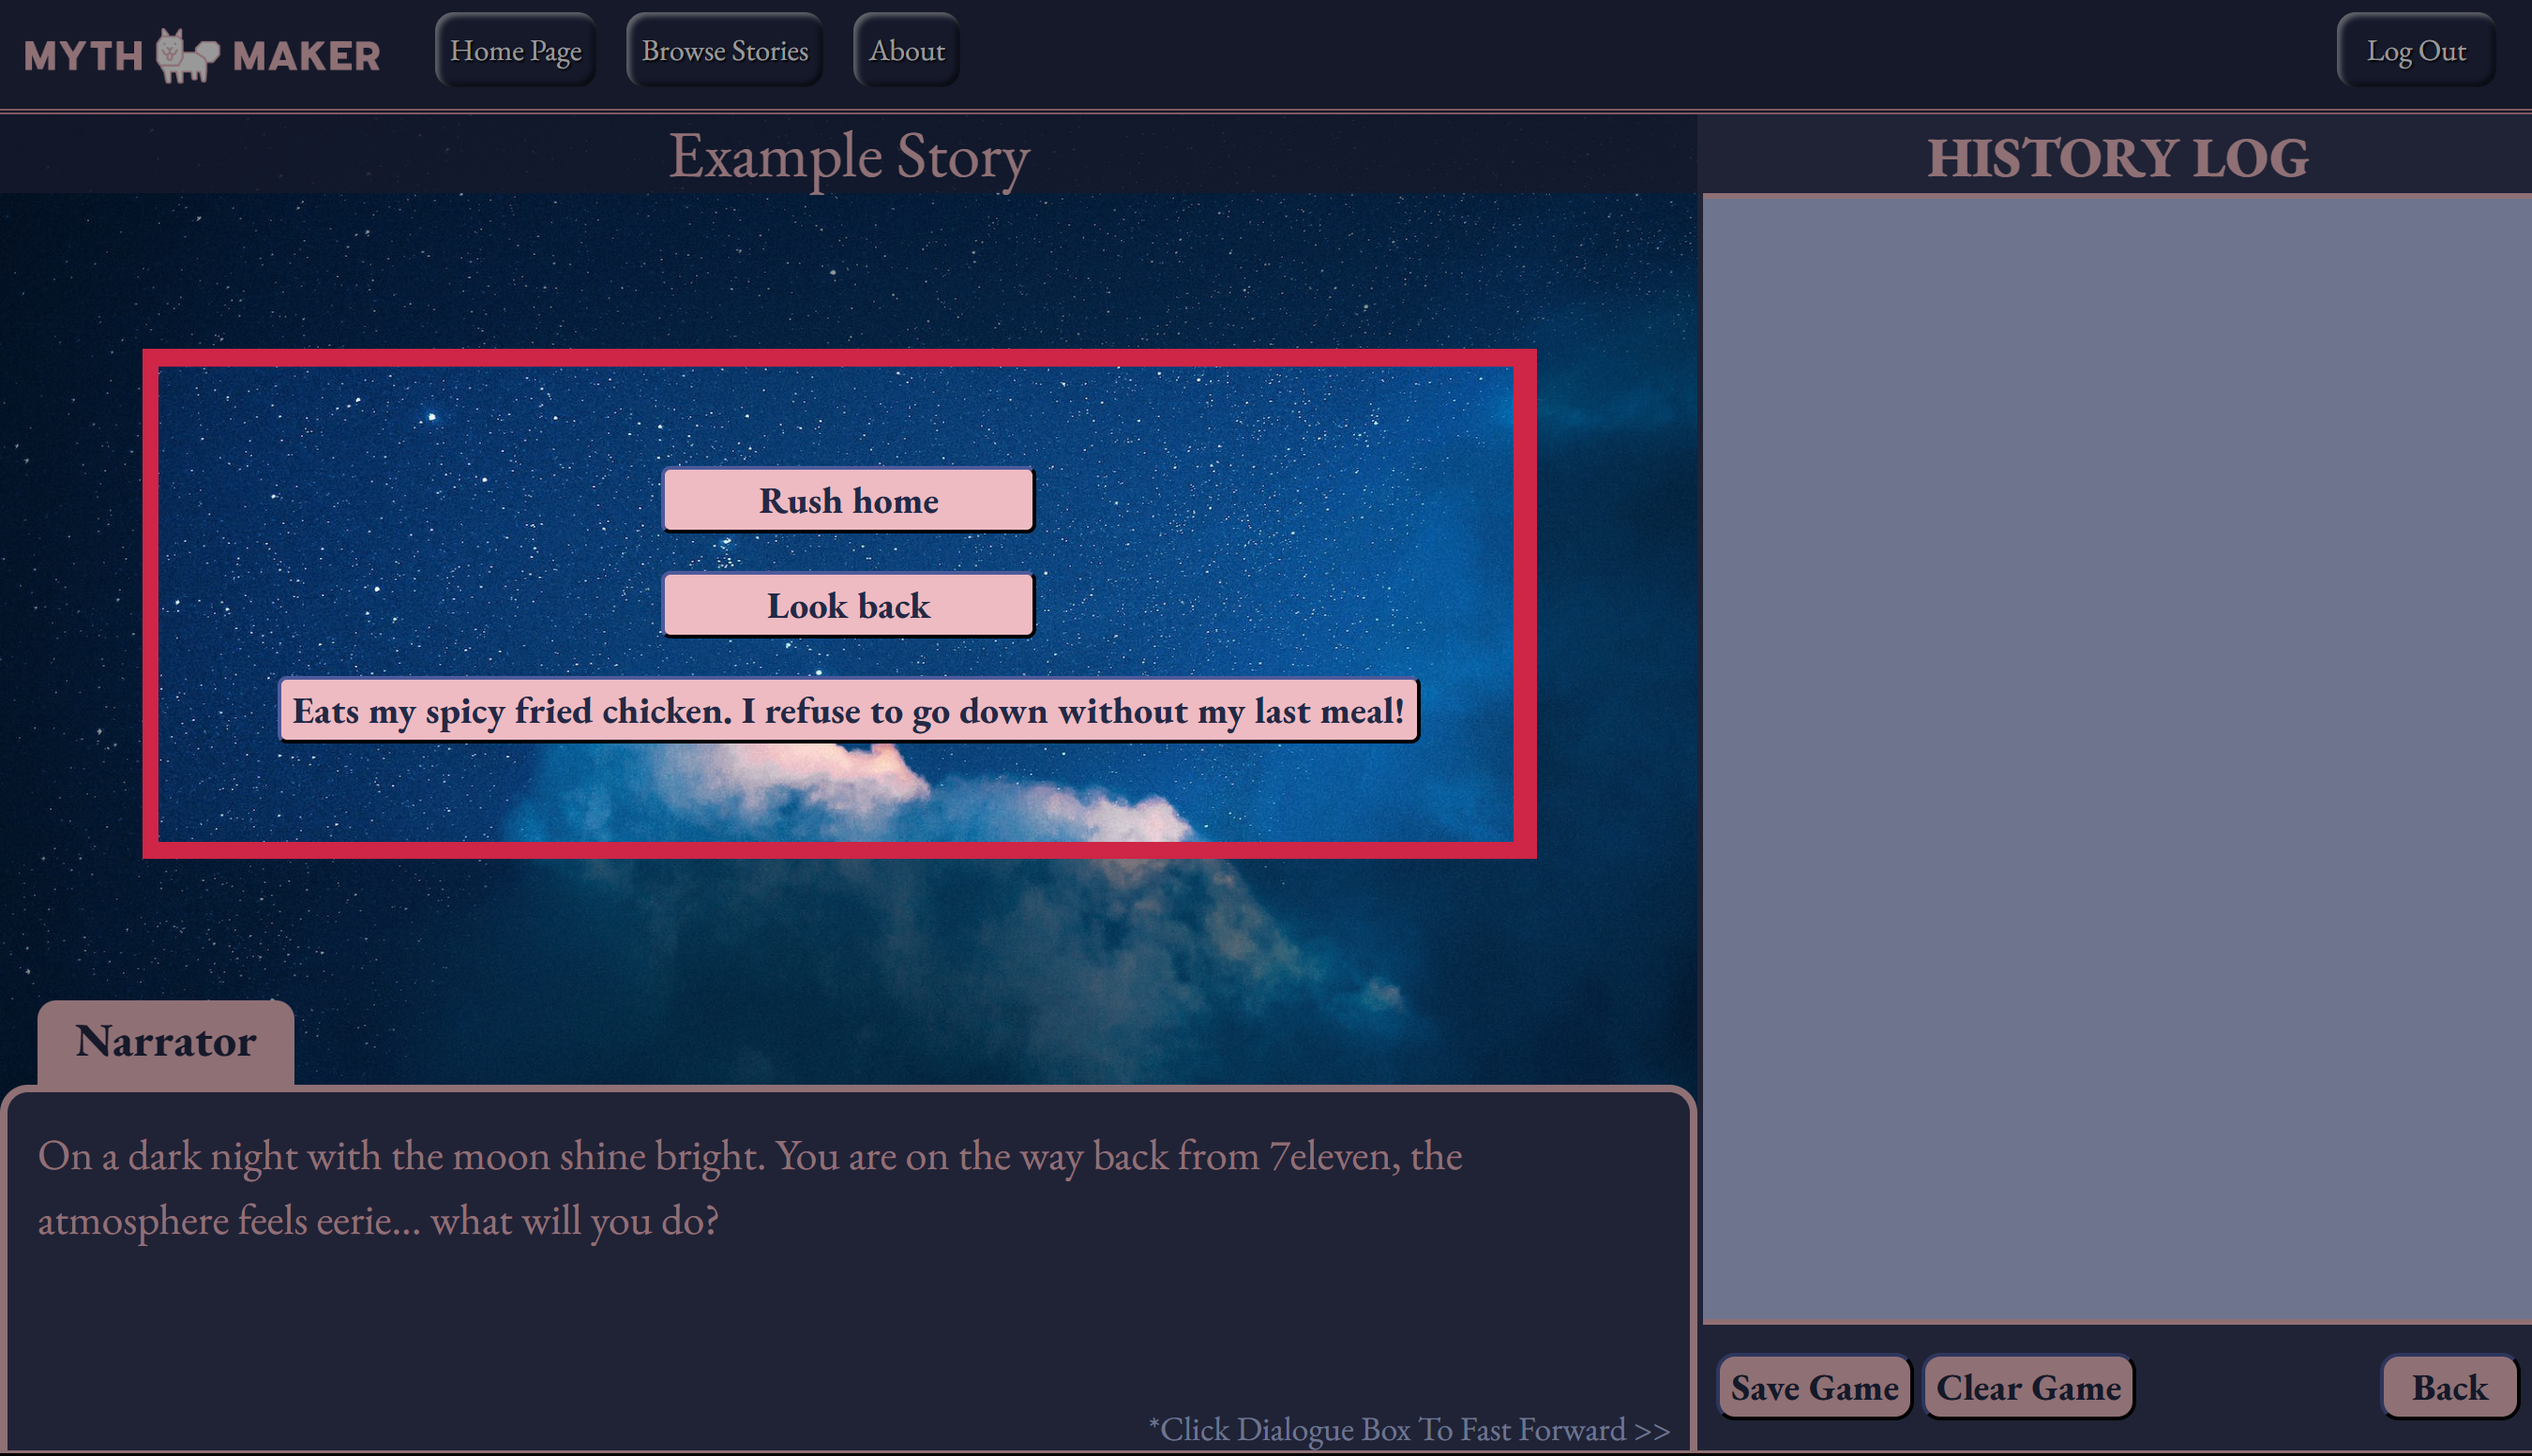 MYTH MAKER
Home Page
Browse Stories
About
Log Out
Example Story
HISTORY LOG
Rush home
Look back
Eats my spicy fried chicken. I refuse to go down without my last meal!
Narrator
On a dark night with the moon shine bright. You are on the way back from 7eleven, the
atmosphere feels eerie... what will you do?
*Click Dialogue Box To Fast Forward >>
Save Game
Clear Game
Back